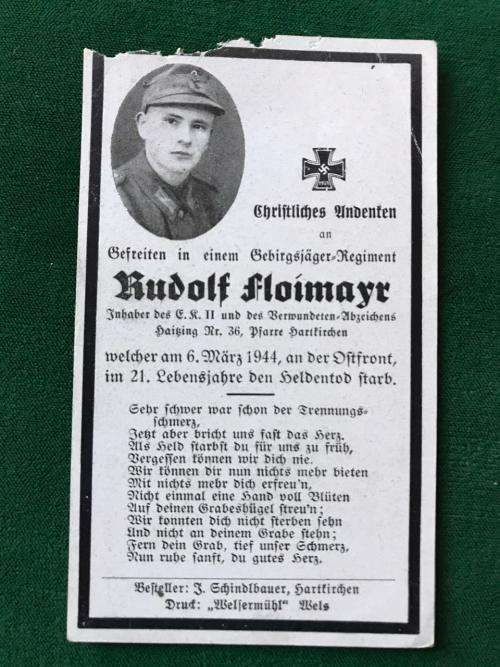 Christliches Andenken
an
Gefreiten in einem Gebirgsjäger-Regiment
Rudolf Floimayr
Inhaber des E. K. II und des Verwundeten-Abzeichens
Haitzing Nr. 36, Pfarre Hartkirchen
welcher am 6. März 1944, an der Ostfront,
im 21. Lebensjahre den Heldentod starb.
Sehr schwer war schon der Trennungs-
schmerz,
Jetzt aber bricht uns fast das Herz.
Als Held starbst du für uns zu früh,
Vergessen können wir dich nie.
Wir können dir nun nichts mehr bieten
Mit nichts mehr dich erfreu'n,
Nicht einmal eine Hand voll Blüten
Auf deinen Grabeshügel streu'n;
Wir konnten dich nicht sterben sehn
Und nicht an deinem Grabe stehn;
Fern dein Grab, tief unser Schmerz,
Nun ruhe sanft, du gutes Herz.
Besteller: J. Schindlbauer, Hartkirchen
Druck: „Welsermühl" Wels